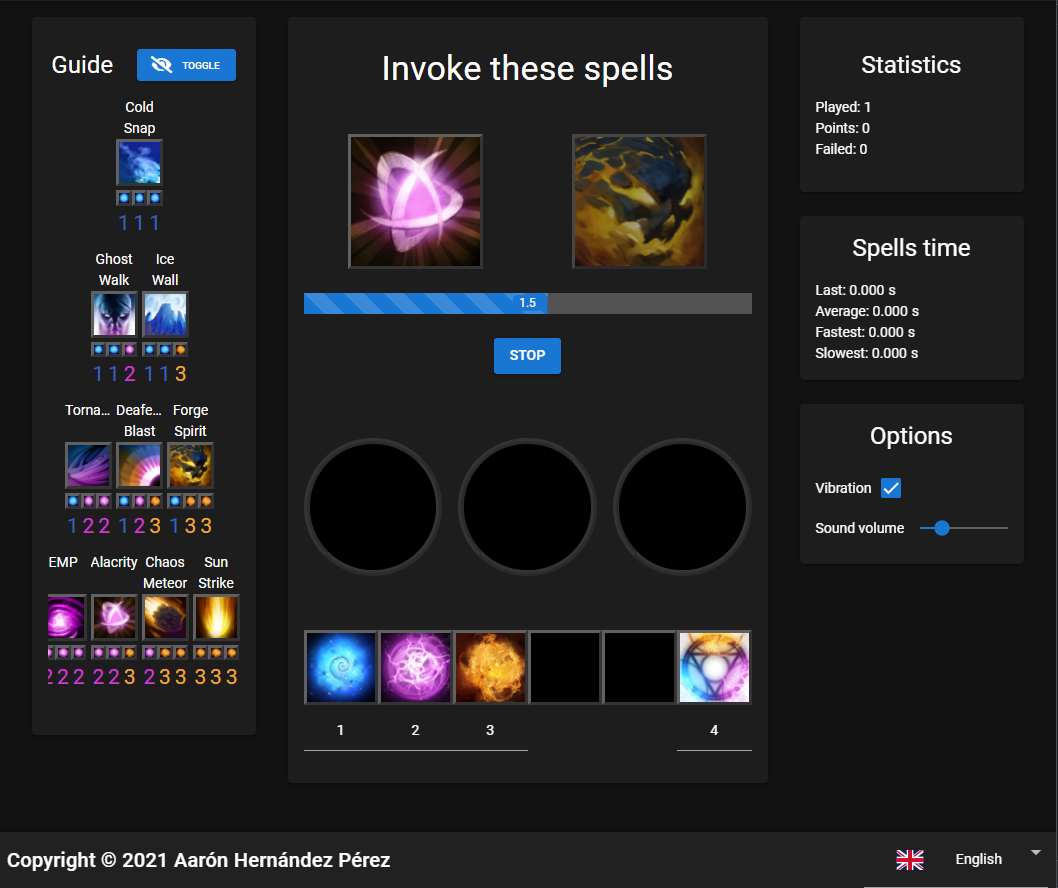 Guide
TOGGLE
Cold
Snap
1 1 1
Ghost Ice
Walk Wall
1 1 2 1 1 3
Torna... Deafe... Forge
Blast Spirit
1 2 2 1 2 3 1 3 3
EMP Alacrity Chaos Sun
Meteor Strike
2 2 2 2 2 3 2 3 3 3 3 3
Invoke these spells
1.5
STOP
1 2 3 4
Statistics
Played: 1
Points: 0
Failed: 0
Spells time
Last: 0.000 s
Average: 0.000 s
Fastest: 0.000 s
Slowest: 0.000 s
Options
Vibration
Sound volume
Copyright © 2021 Aarón Hernández Pérez
English